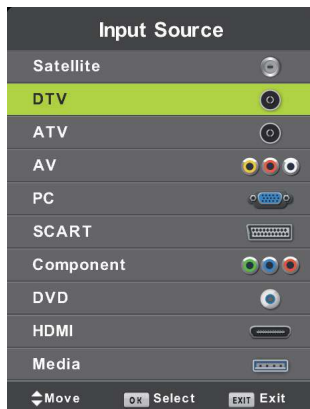 Input Source
Satellite
DTV
ATV
AV
PC
SCART
Component
DVD
HDMI
Media
Move OK Select EXIT Exit